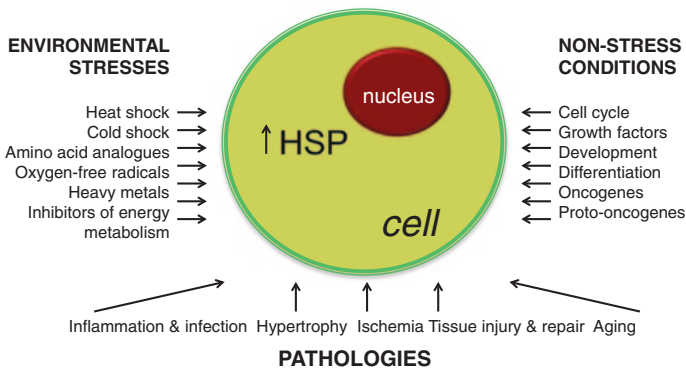 ENVIRONMENTAL
STRESSES
Heat shock
Cold shock
Amino acid analogues
Oxygen-free radicals
Heavy metals
Inhibitors of energy
metabolism
nucleus
↑ HSP
cell
NON-STRESS
CONDITIONS
Cell cycle
Growth factors
Development
Differentiation
Oncogenes
Proto-oncogenes
Inflammation & infection Hypertrophy Ischemia Tissue injury & repair Aging
PATHOLOGIES